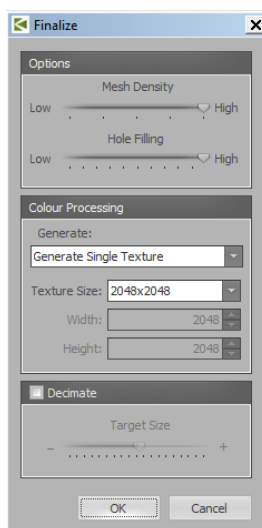 Finalize
Options
Mesh Density
Low High
Hole Filling
Low High
Colour Processing
Generate:
Generate Single Texture
Texture Size: 2048x2048
Width: 2048
Height: 2048
Decimate
Target Size
- +
OK Cancel